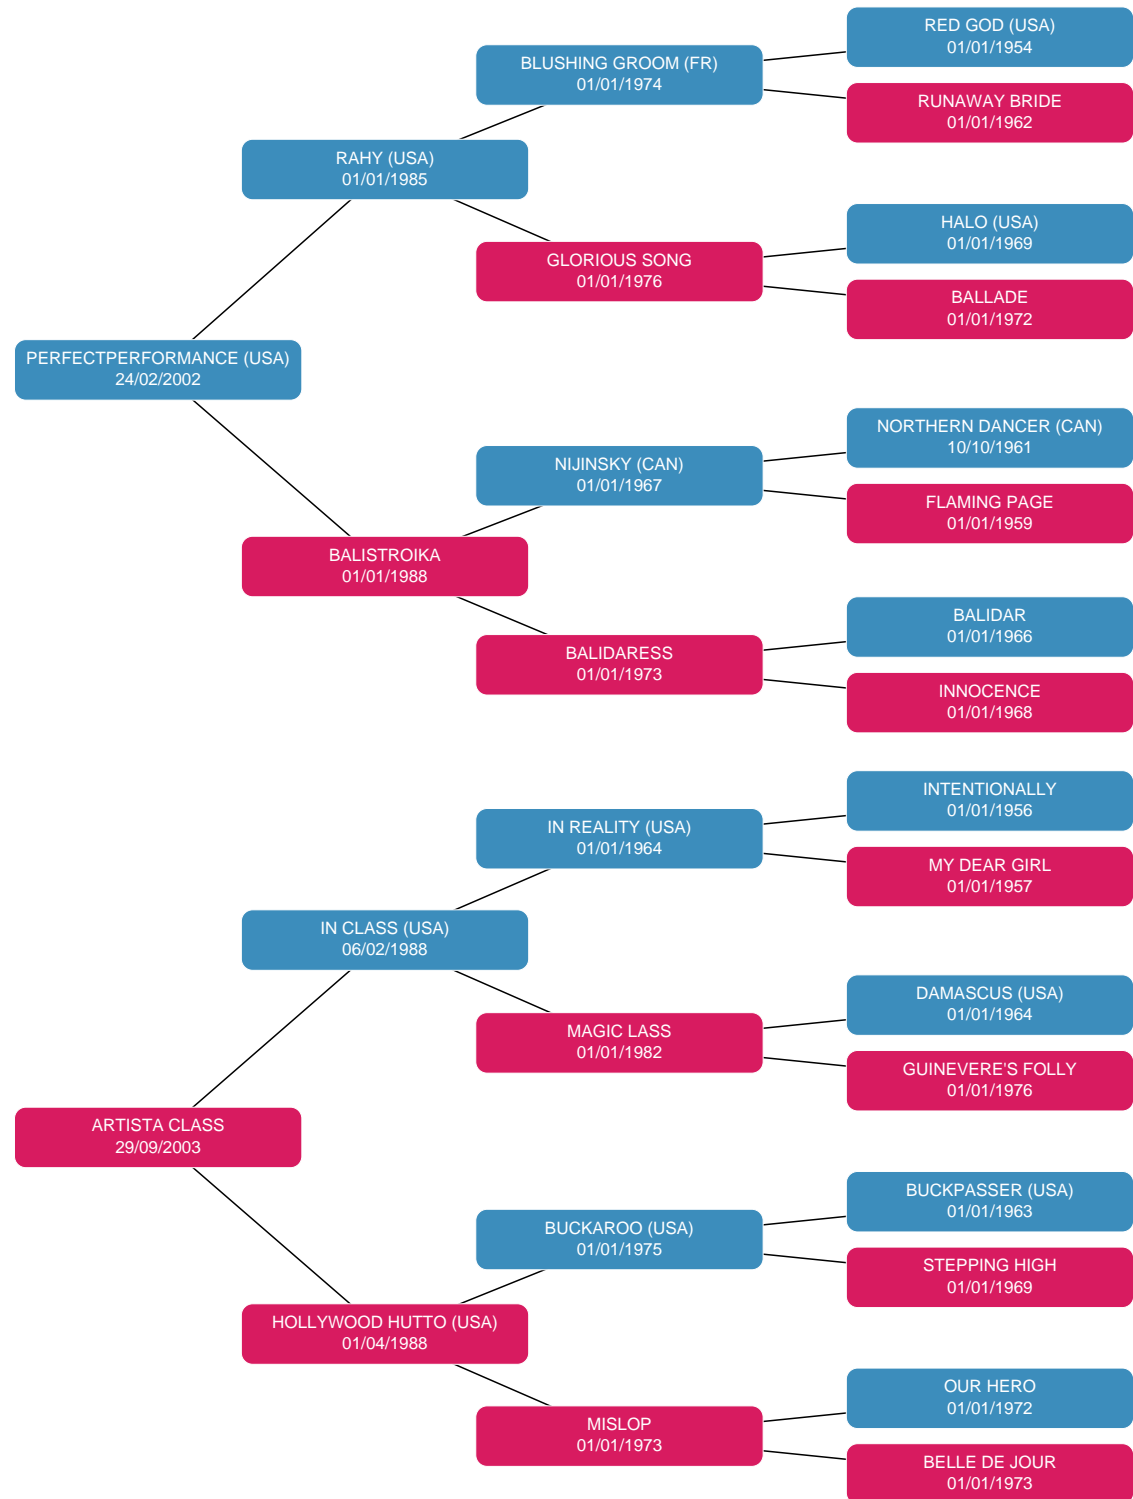 RED GOD (USA)
01/01/1954
BLUSHING GROOM (FR)
01/01/1974
RUNAWAY BRIDE
01/01/1962
RAHY (USA)
01/01/1985
HALO (USA)
01/01/1969
GLORIOUS SONG
01/01/1976
BALLADE
01/01/1972
PERFECTPERFORMANCE (USA)
24/02/2002
NORTHERN DANCER (CAN)
10/10/1961
NIJINSKY (CAN)
01/01/1967
FLAMING PAGE
01/01/1959
BALISTROIKA
01/01/1988
BALIDAR
01/01/1966
BALIDARESS
01/01/1973
INNOCENCE
01/01/1968
INTENTIONALLY
01/01/1956
IN REALITY (USA)
01/01/1964
MY DEAR GIRL
01/01/1957
IN CLASS (USA)
06/02/1988
DAMASCUS (USA)
01/01/1964
MAGIC LASS
01/01/1982
GUINEVERE'S FOLLY
01/01/1976
ARTISTA CLASS
29/09/2003
BUCKPASSER (USA)
01/01/1963
BUCKAROO (USA)
01/01/1975
STEPPING HIGH
01/01/1969
HOLLYWOOD HUTTO (USA)
01/04/1988
OUR HERO
01/01/1972
MISLOP
01/01/1973
BELLE DE JOUR
01/01/1973